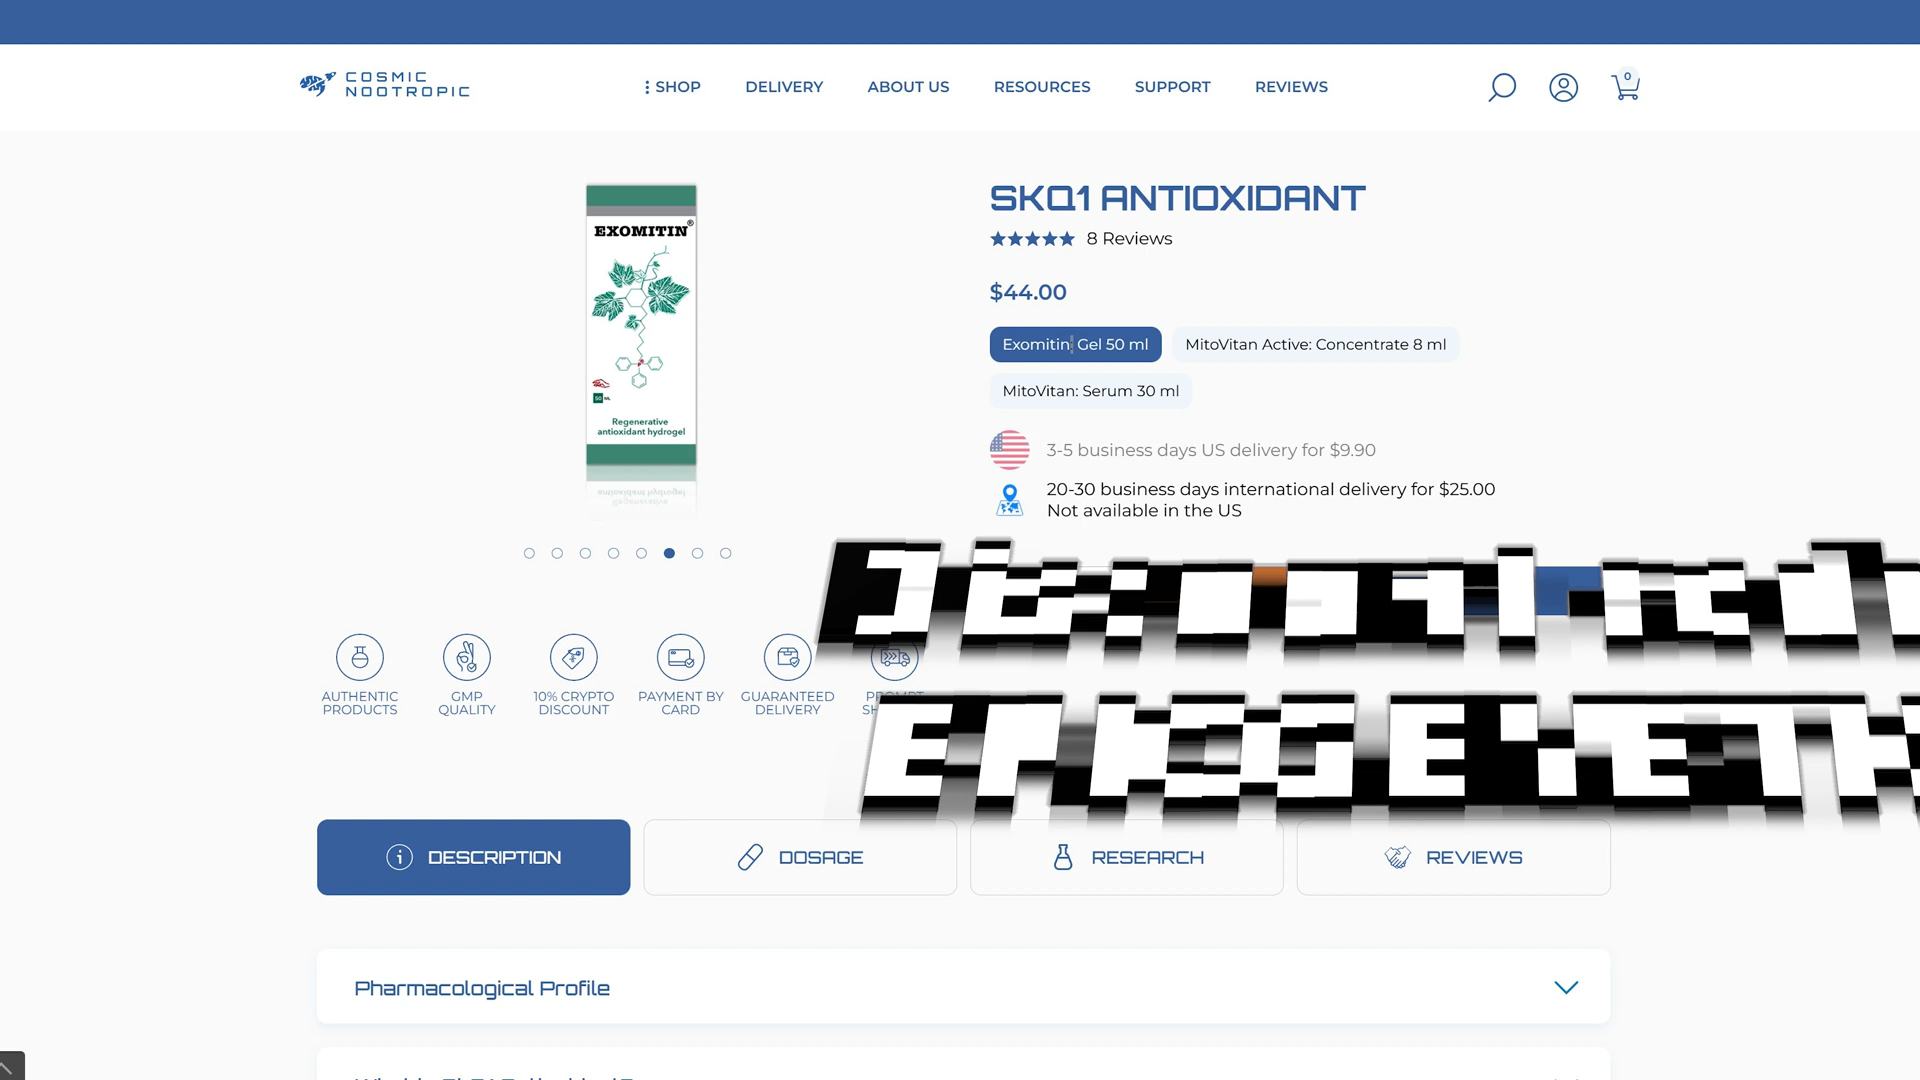 COSMIC
NOOTROPIC
SHOP
DELIVERY
ABOUT US
RESOURCES
SUPPORT
REVIEWS
0
EXOMITIN®
50 ML
Regenerative
antioxidant hydrogel
SKQ1 ANTIOXIDANT
8 Reviews
$44.00
Exomitin: Gel 50 ml
MitoVitan Active: Concentrate 8 ml
MitoVitan: Serum 30 ml
3-5 business days US delivery for $9.90
20-30 business days international delivery for $25.00
Not available in the US
AUTHENTIC
PRODUCTS
GMP
QUALITY
10% CRYPTO
DISCOUNT
PAYMENT BY
CARD
GUARANTEED
DELIVERY
DESCRIPTION
DOSAGE
RESEARCH
REVIEWS
Pharmacological Profile